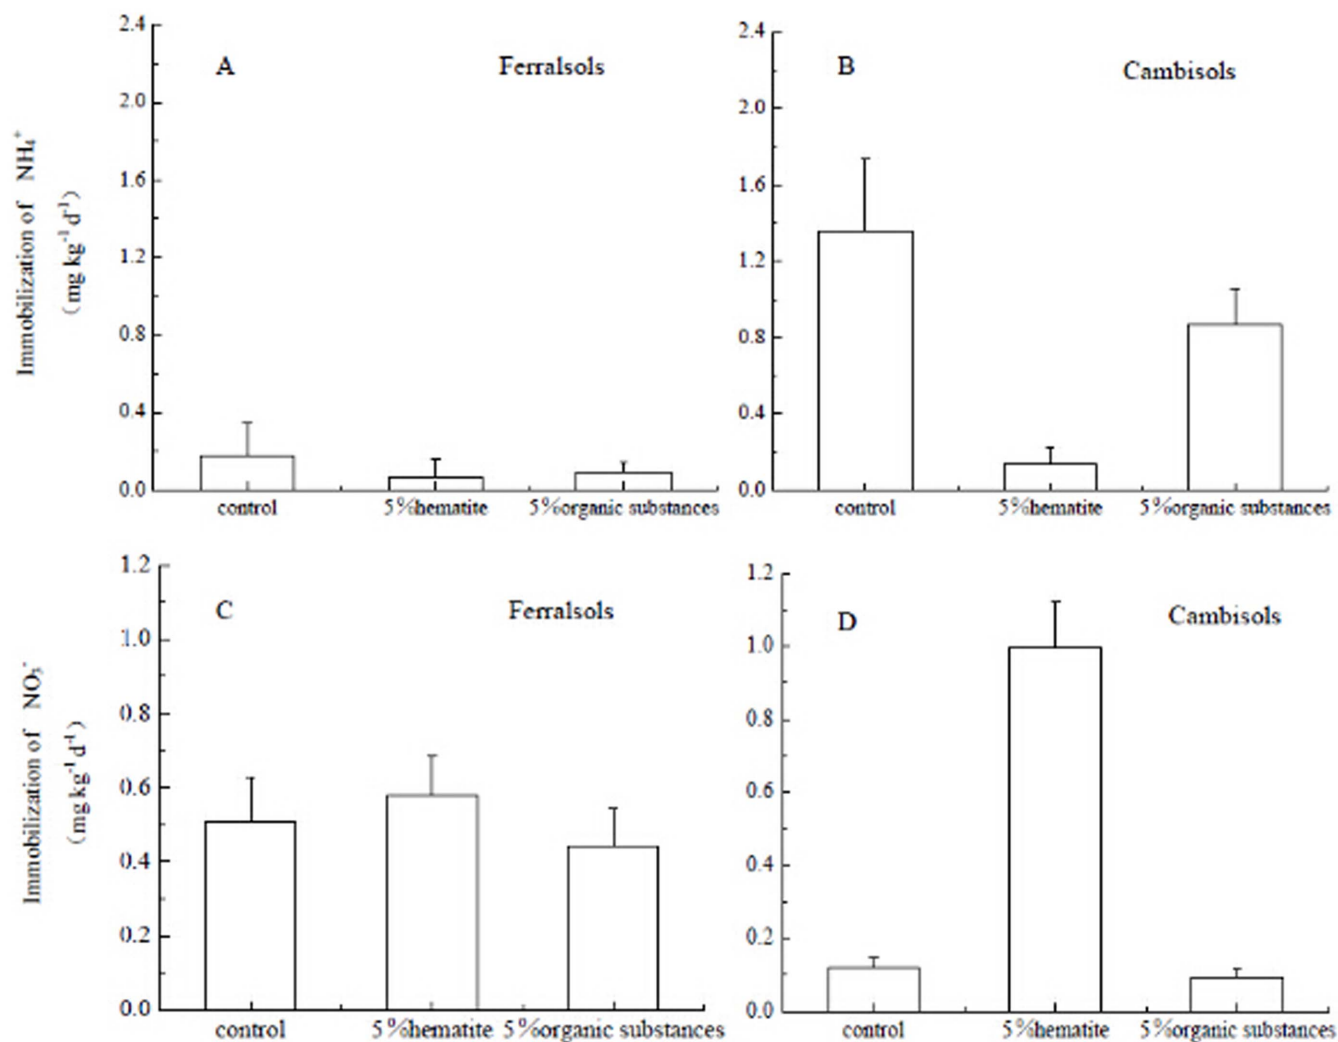 Immobilization of NH₄⁺
（mg kg⁻¹ d⁻¹）
2.4
2.0
1.6
1.2
0.8
0.4
0.0
A
Ferralsols
control
5%hematite
5%organic substances
2.4
2.0
1.6
1.2
0.8
0.4
0.0
B
Cambisols
control
5%hematite
5%organic substances
Immobilization of NO₃⁻
（mg kg⁻¹ d⁻¹）
1.2
1.0
0.8
0.6
0.4
0.2
0.0
C
Ferralsols
control
5%hematite
5%organic substances
1.2
1.0
0.8
0.6
0.4
0.2
0.0
D
Cambisols
control
5%hematite
5%organic substances